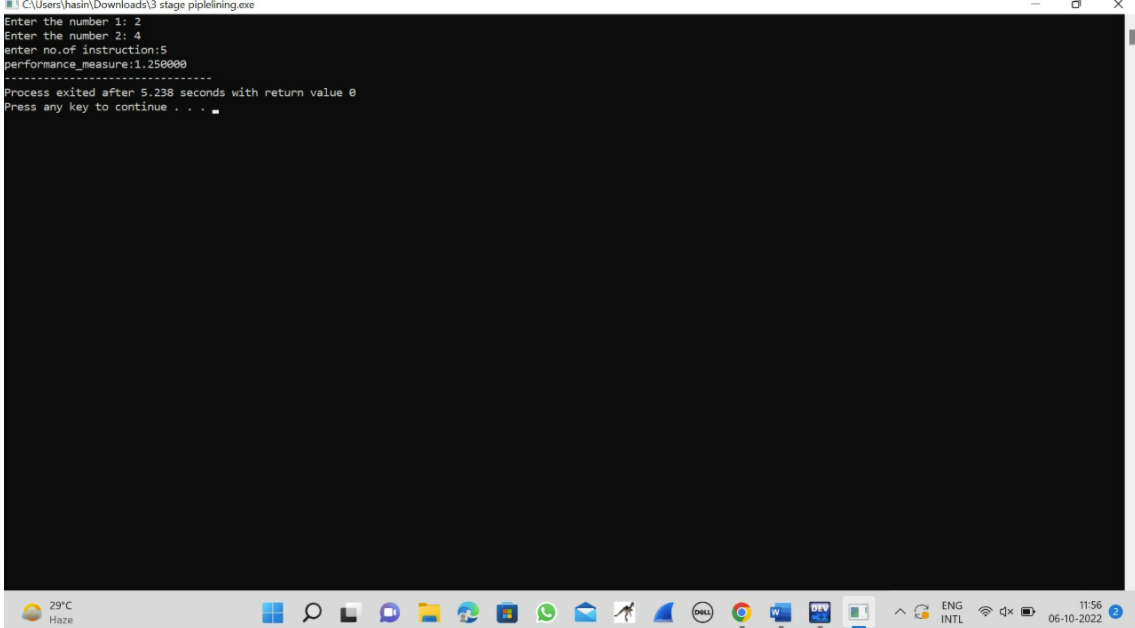 C:\Users\hasin\Downloads\3 stage piplelining.exe
Enter the number 1: 2
Enter the number 2: 4
enter no.of instruction:5
performance_measure:1.250000
--------------------------------
Process exited after 5.238 seconds with return value 0
Press any key to continue . . .
29°C
Haze
DELL
W
DEV
ENG
INTL
11:56
06-10-2022
2